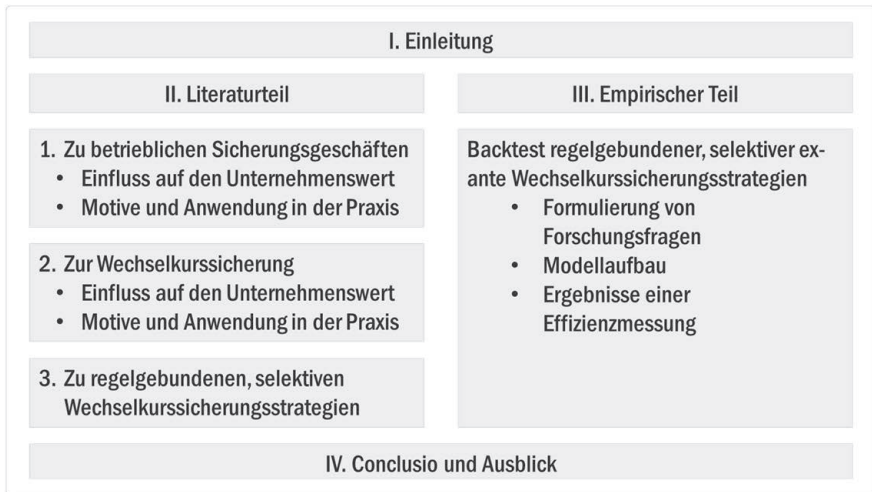 I. Einleitung
II. Literaturteil
1. Zu betrieblichen Sicherungsgeschäften
• Einfluss auf den Unternehmenswert
• Motive und Anwendung in der Praxis
2. Zur Wechselkurssicherung
• Einfluss auf den Unternehmenswert
• Motive und Anwendung in der Praxis
3. Zu regelgebundenen, selektiven
Wechselkurssicherungsstrategien
III. Empirischer Teil
Backtest regelgebundener, selektiver ex-
ante Wechselkurssicherungsstrategien
• Formulierung von
Forschungsfragen
• Modellaufbau
• Ergebnisse einer
Effizienzmessung
IV. Conclusio und Ausblick